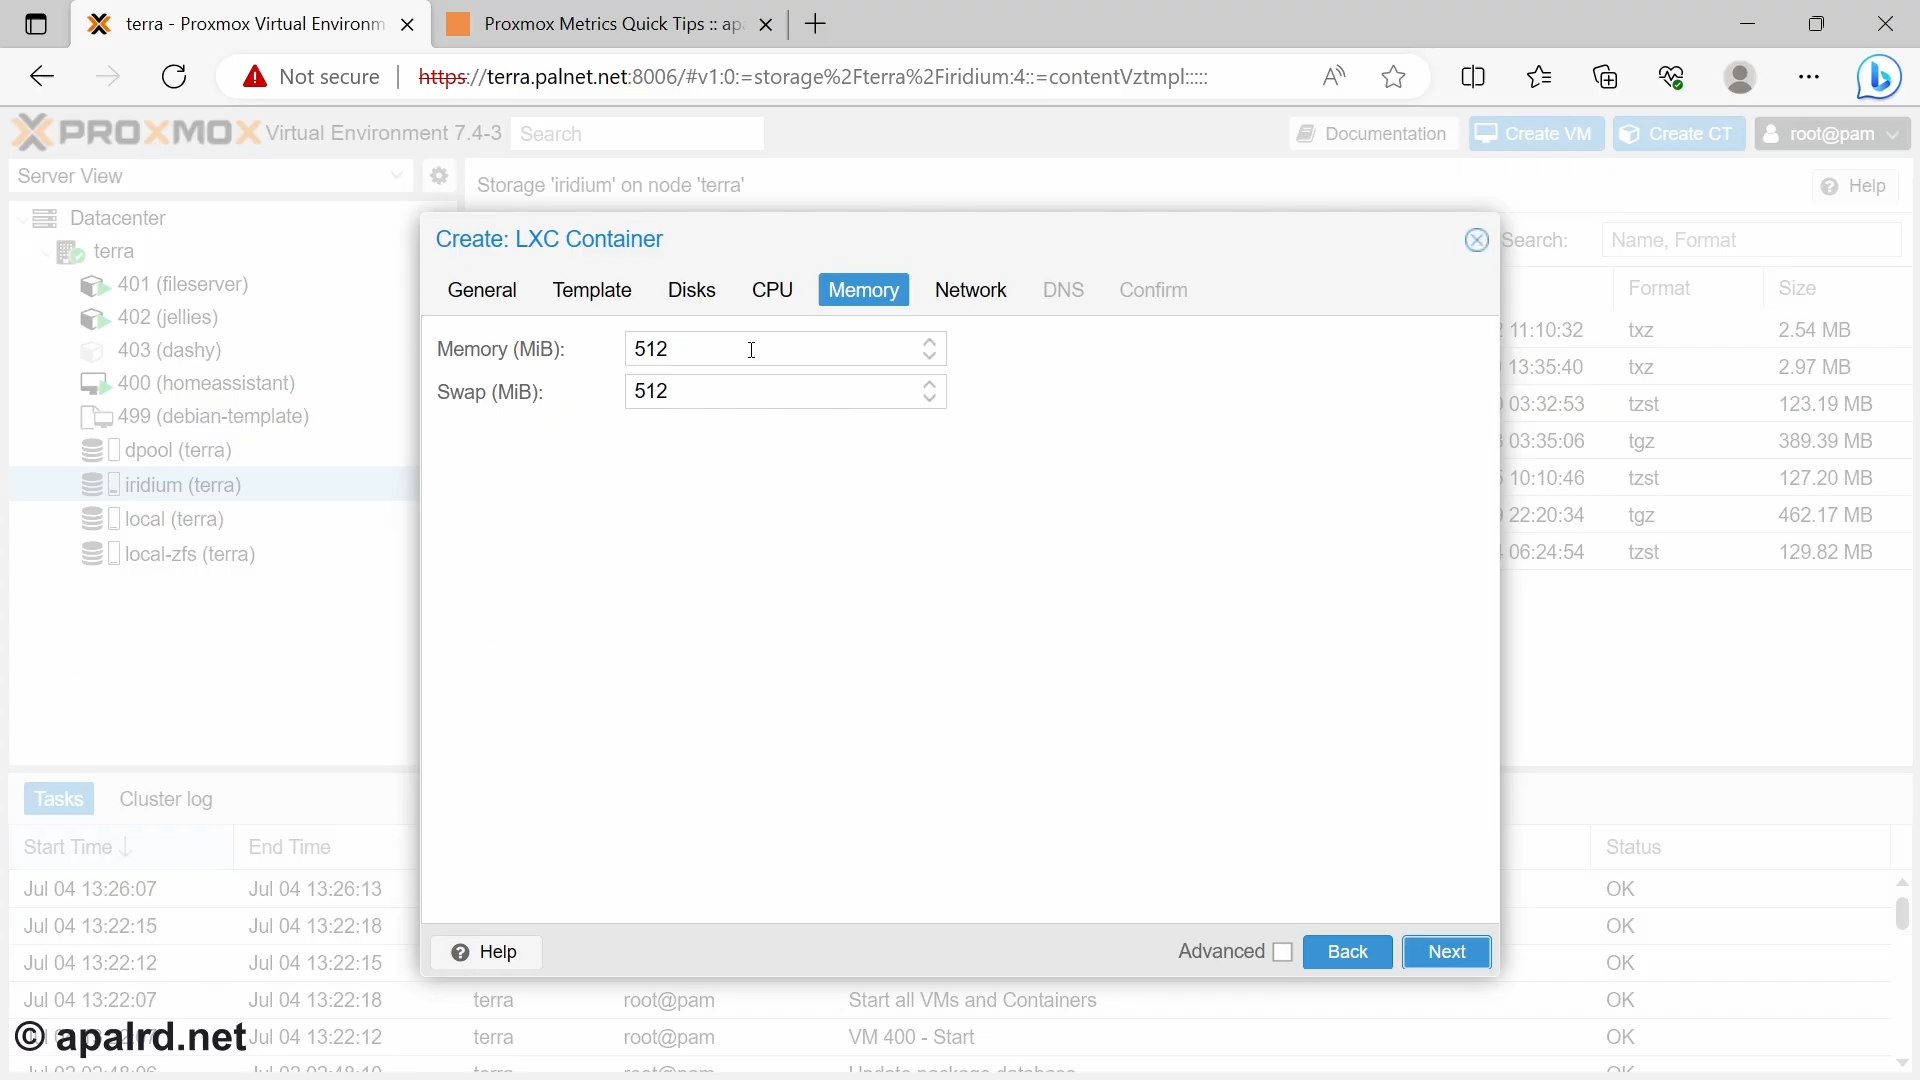 terra - Proxmox Virtual Environm
Proxmox Metrics Quick Tips :: apa
Not secure
https://terra.palnet.net:8006/#v1:0:=storage%2Fterra%2Firidium:4::=contentVztmpl:::::
PROXMOX Virtual Environment 7.4-3
Search
Documentation
Create VM
Create CT
root@pam
Server View
Storage 'iridium' on node 'terra'
Help
Datacenter
terra
401 (fileserver)
402 (jellies)
403 (dashy)
400 (homeassistant)
499 (debian-template)
dpool (terra)
iridium (terra)
local (terra)
local-zfs (terra)
Create: LXC Container
General Template Disks CPU Memory Network DNS Confirm
Memory (MiB): 512
Swap (MiB): 512
Help
Advanced
Back
Next
Search: Name, Format
Format Size
11:10:32 txz 2.54 MB
13:35:40 txz 2.97 MB
03:32:53 tzst 123.19 MB
03:35:06 tgz 389.39 MB
10:10:46 tzst 127.20 MB
22:20:34 tgz 462.17 MB
06:24:54 tzst 129.82 MB
Tasks Cluster log
Start Time End Time Status
Jul 04 13:26:07 Jul 04 13:26:13 OK
Jul 04 13:22:15 Jul 04 13:22:18 OK
Jul 04 13:22:12 Jul 04 13:22:15 OK
Jul 04 13:22:07 Jul 04 13:22:18 terra root@pam Start all VMs and Containers OK
Jul 04 13:22:12 terra root@pam VM 400 - Start OK
© apalrd.net